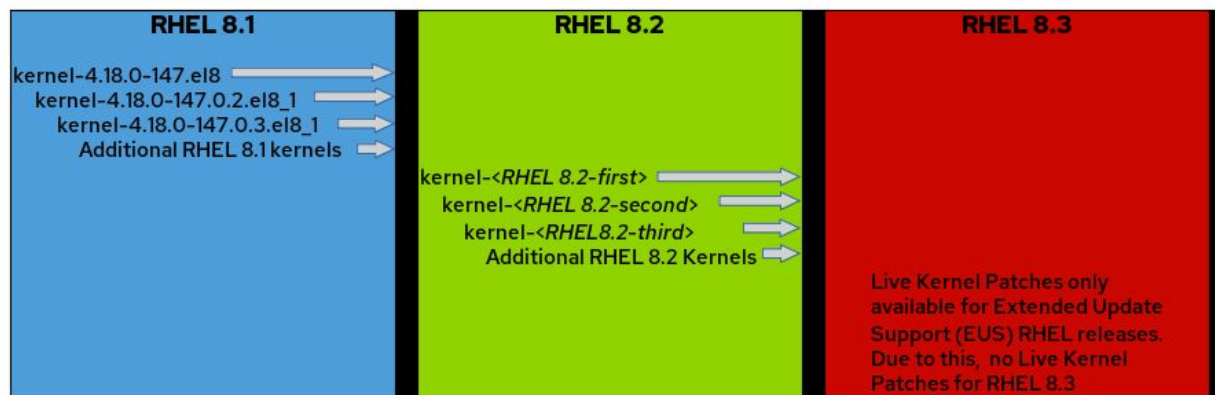 RHEL 8.1
kernel-4.18.0-147.el8
kernel-4.18.0-147.0.2.el8_1
kernel-4.18.0-147.0.3.el8_1
Additional RHEL 8.1 kernels
RHEL 8.2
kernel-<RHEL 8.2-first>
kernel-<RHEL 8.2-second>
kernel-<RHEL8.2-third>
Additional RHEL 8.2 Kernels
RHEL 8.3
Live Kernel Patches only
available for Extended Update
Support (EUS) RHEL releases.
Due to this, no Live Kernel
Patches for RHEL 8.3